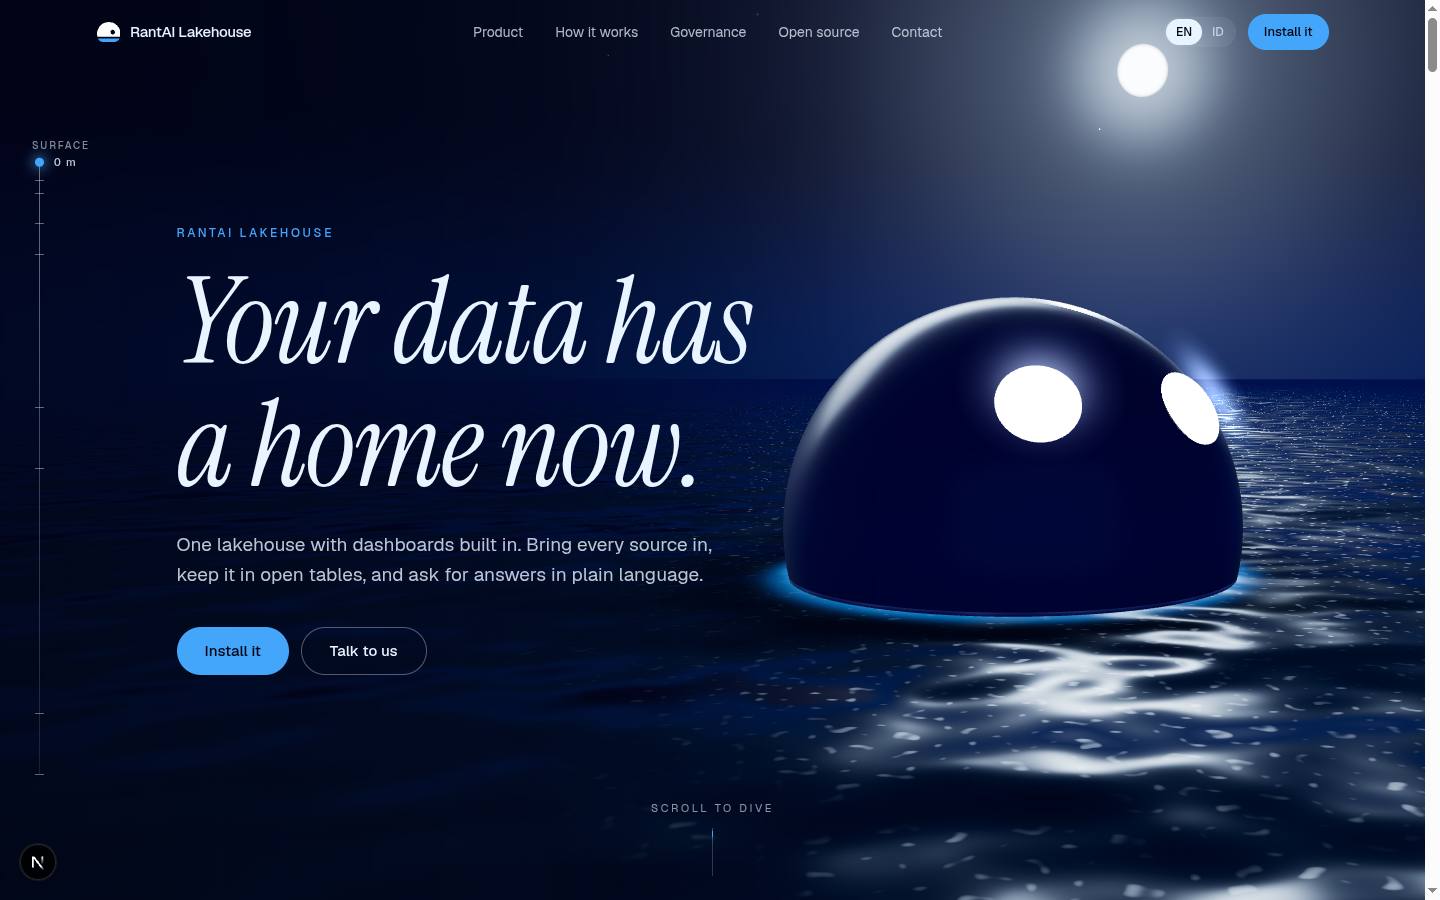 RantAI Lakehouse
Product
How it works
Governance
Open source
Contact
EN
ID
Install it
SURFACE
0 m
RANTAI LAKEHOUSE
Your data has
a home now.
One lakehouse with dashboards built in. Bring every source in,
keep it in open tables, and ask for answers in plain language.
Install it
Talk to us
SCROLL TO DIVE
N